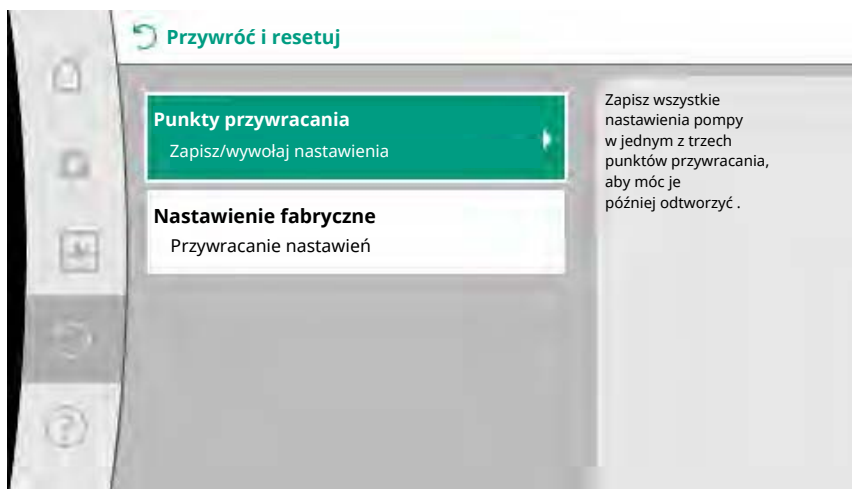 Przywróć i resetuj
Punkty przywracania
Zapisz/wywołaj nastawienia
Nastawienie fabryczne
Przywracanie nastawień
Zapisz wszystkie
nastawienia pompy
w jednym z trzech
punktów przywracania,
aby móc je
później odtworzyć .